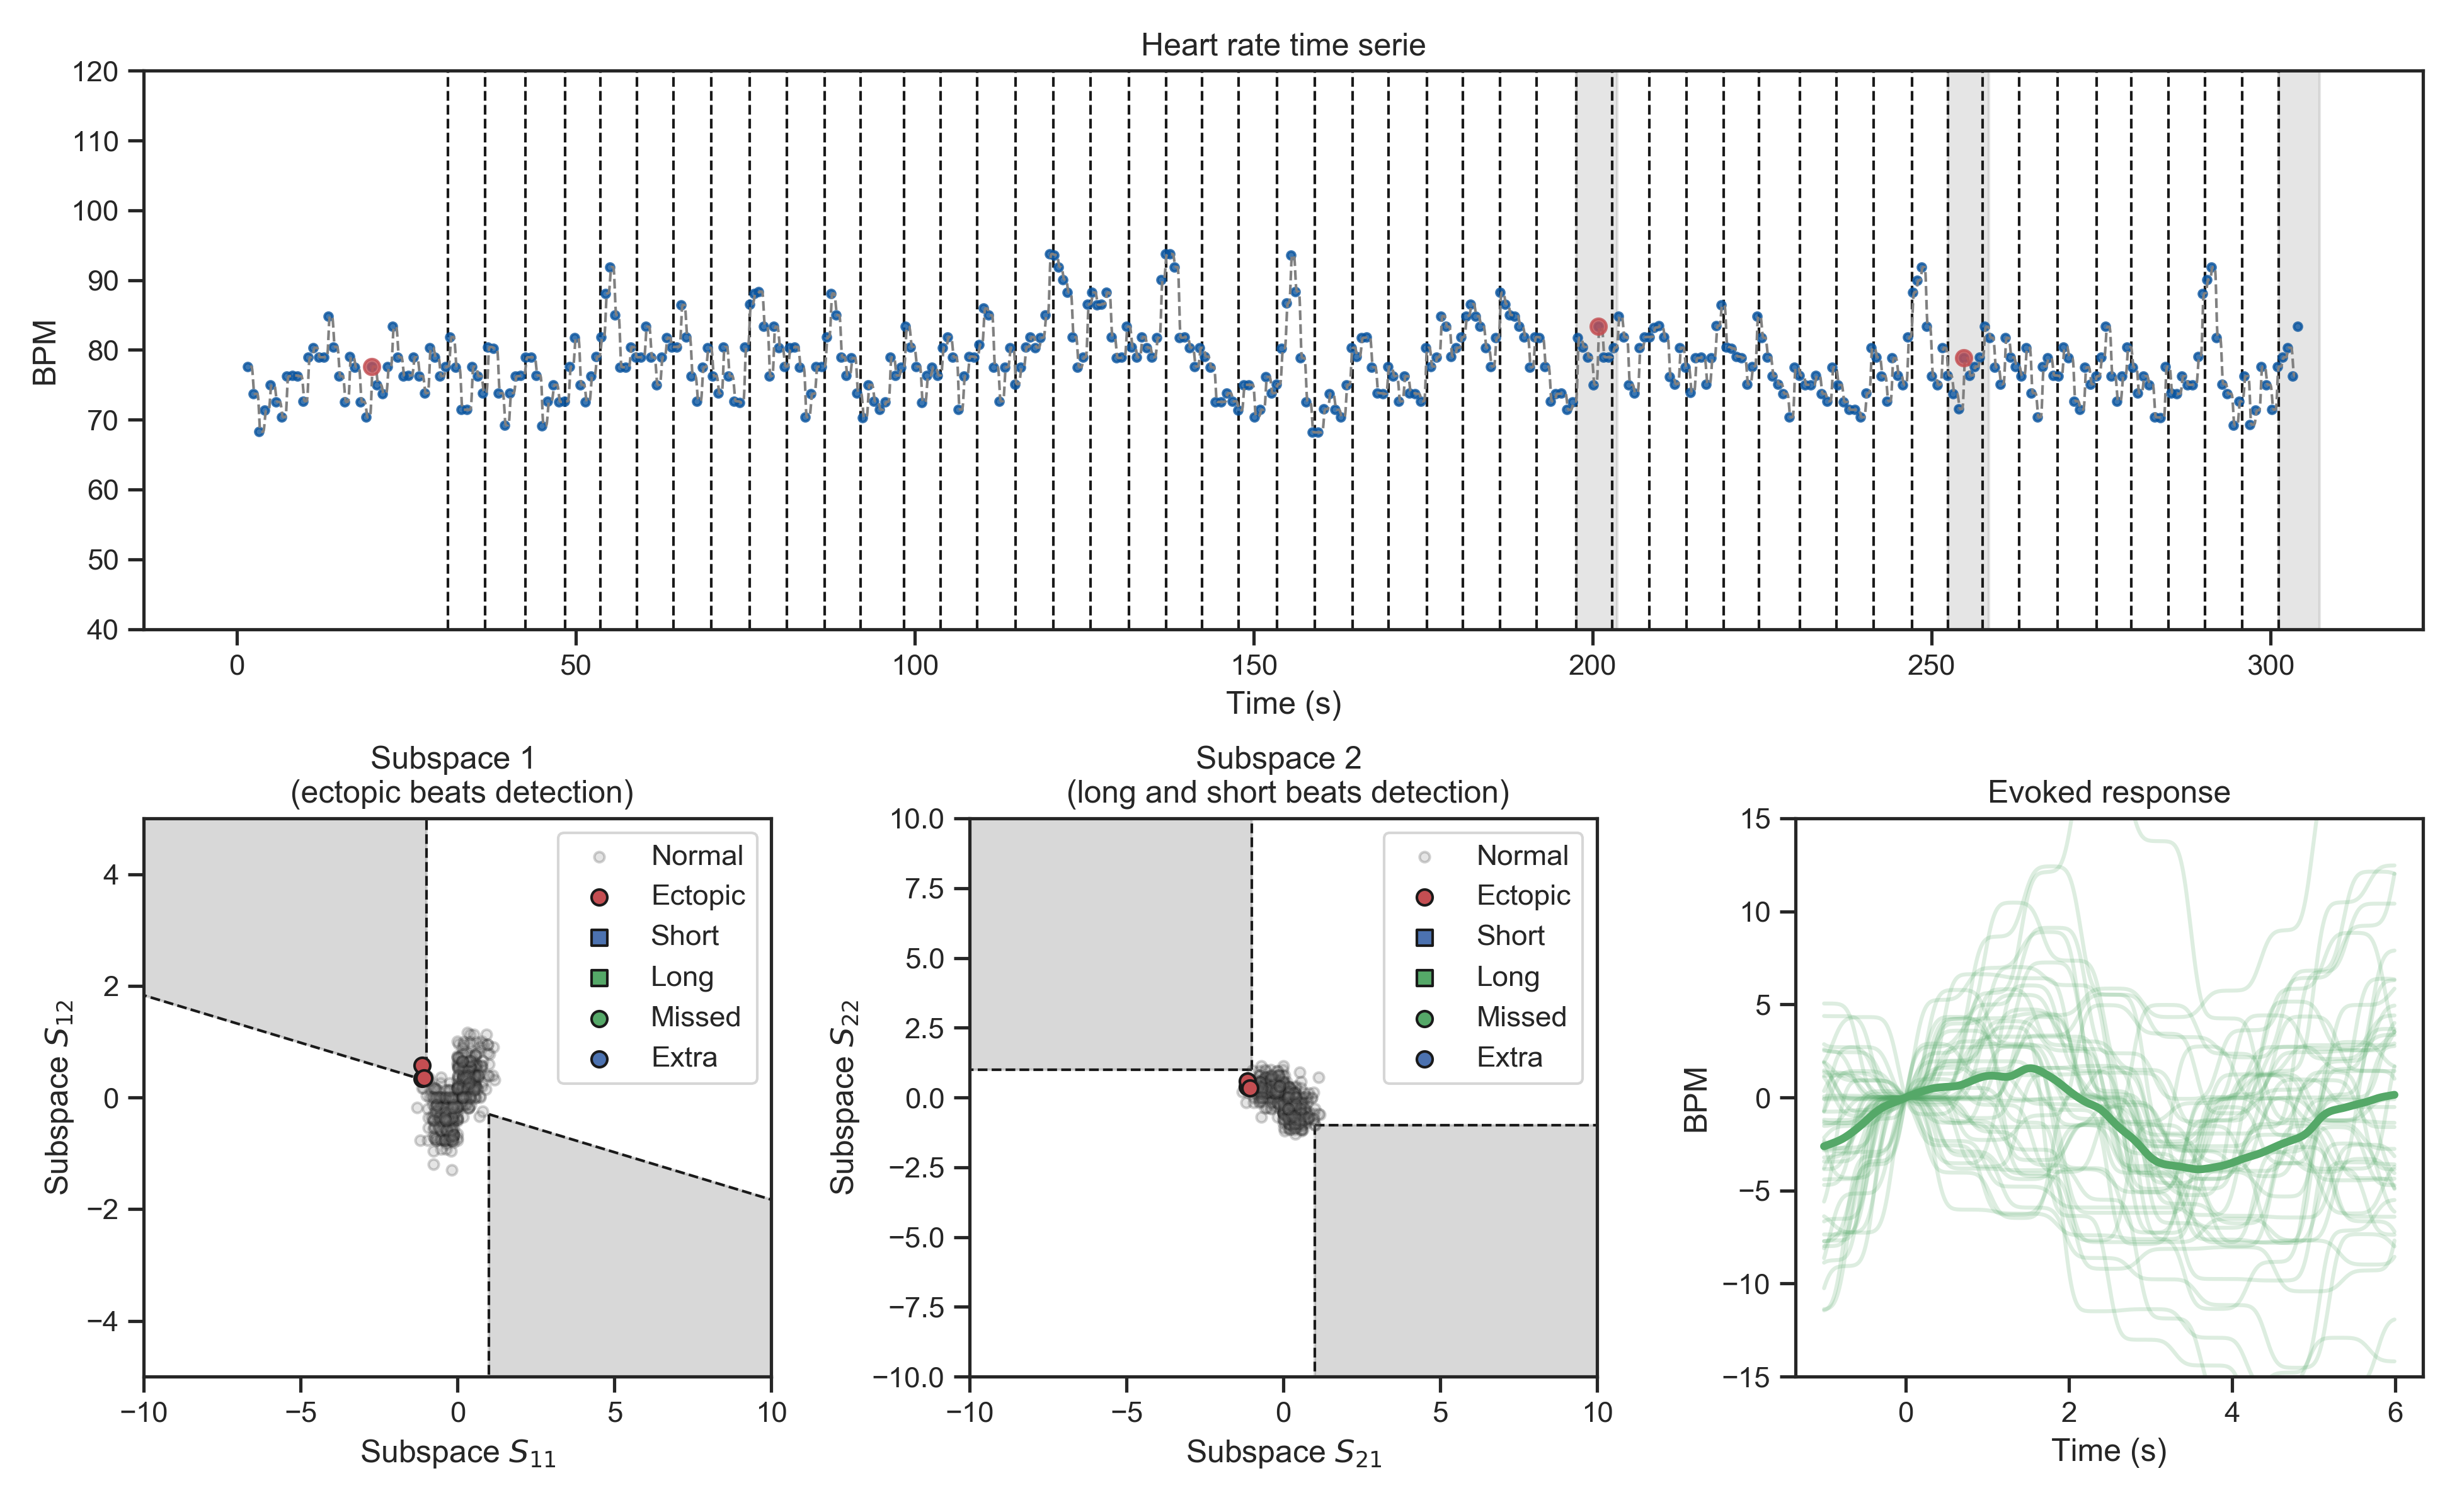 Heart rate time serie
120
110
100
90
80
70
60
50
40
BPM
0 50 100 150 200 250 300
Time (s)
Subspace 1
(ectopic beats detection)
4
2
0
−2
−4
Subspace S12
−10 −5 0 5 10
Subspace S11
Normal
Ectopic
Short
Long
Missed
Extra
Subspace 2
(long and short beats detection)
10.0
7.5
5.0
2.5
0.0
−2.5
−5.0
−7.5
−10.0
Subspace S22
−10 −5 0 5 10
Subspace S21
Normal
Ectopic
Short
Long
Missed
Extra
Evoked response
15
10
5
0
−5
−10
−15
BPM
0 2 4 6
Time (s)